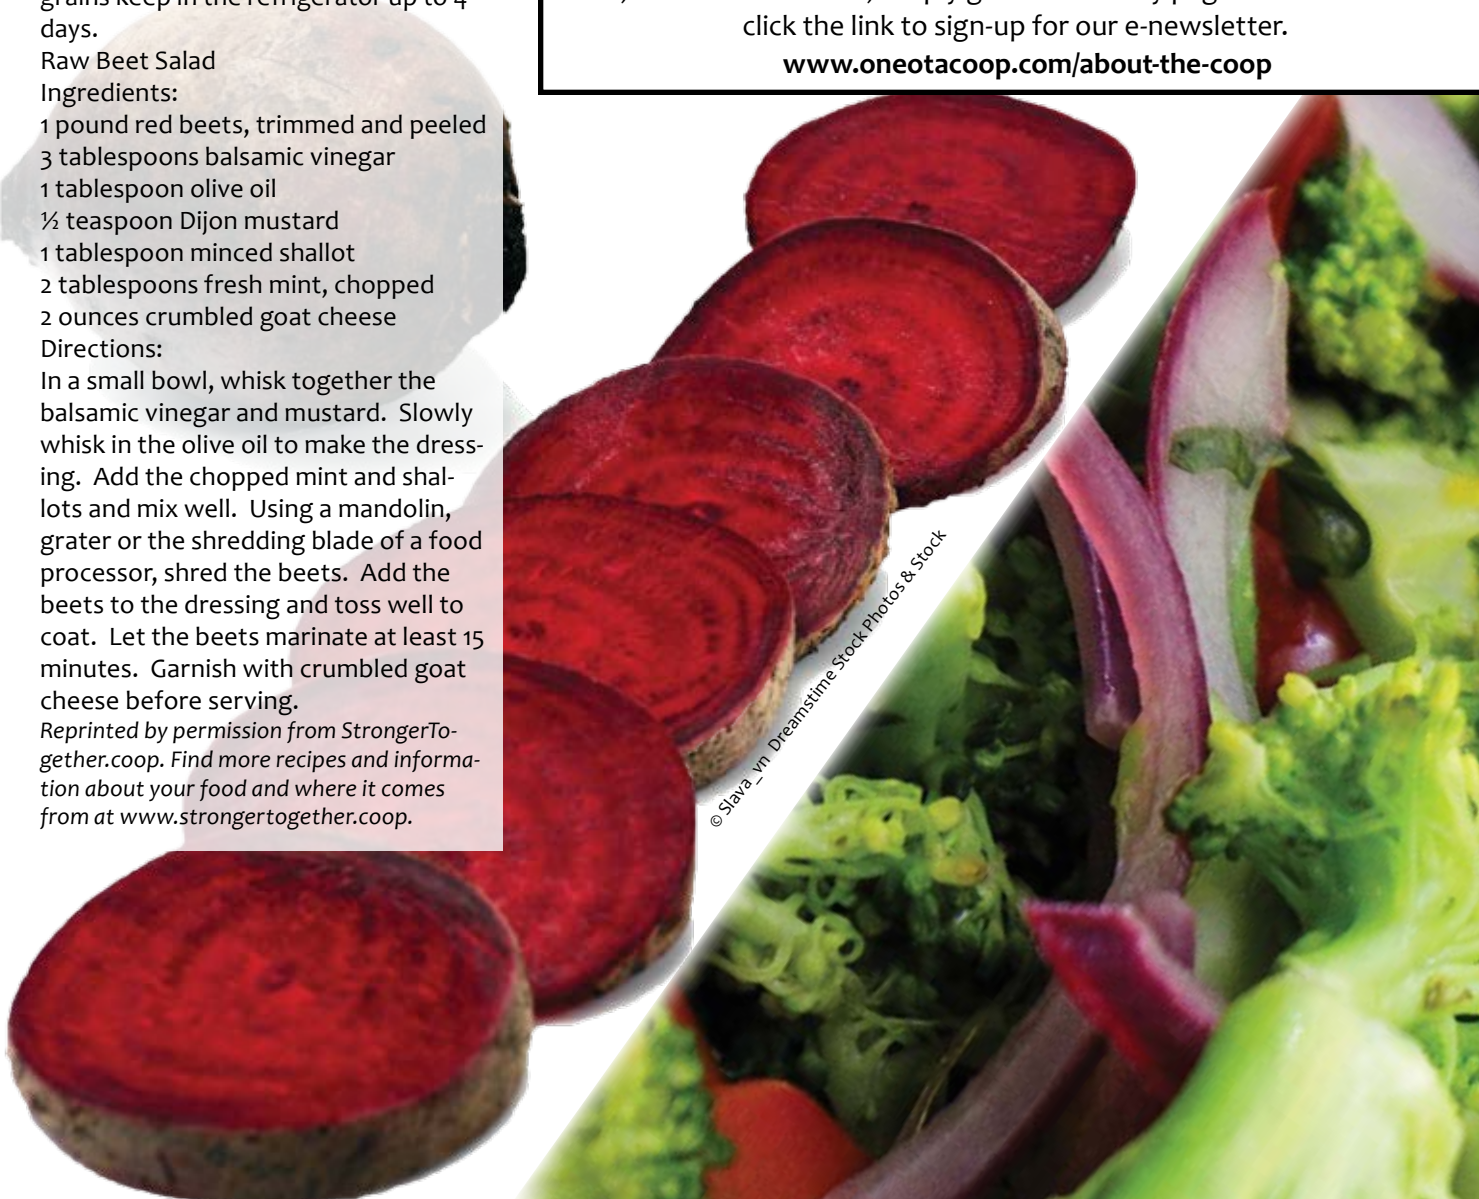 grains keep in the refrigerator up to 4
days.
Raw Beet Salad
Ingredients:
1 pound red beets, trimmed and peeled
3 tablespoons balsamic vinegar
1 tablespoon olive oil
½ teaspoon Dijon mustard
1 tablespoon minced shallot
2 tablespoons fresh mint, chopped
2 ounces crumbled goat cheese
Directions:
In a small bowl, whisk together the
balsamic vinegar and mustard.  Slowly
whisk in the olive oil to make the dress-
ing.  Add the chopped mint and shal-
lots and mix well.  Using a mandolin,
grater or the shredding blade of a food
processor, shred the beets.  Add the
beets to the dressing and toss well to
coat.  Let the beets marinate at least 15
minutes.  Garnish with crumbled goat
cheese before serving.
Reprinted by permission from StrongerTo-
gether.coop. Find more recipes and informa-
tion about your food and where it comes
from at www.strongertogether.coop.
click the link to sign-up for our e-newsletter.
www.oneotacoop.com/about-the-coop
© Slava_vn Dreamstime Stock Photos & Stock